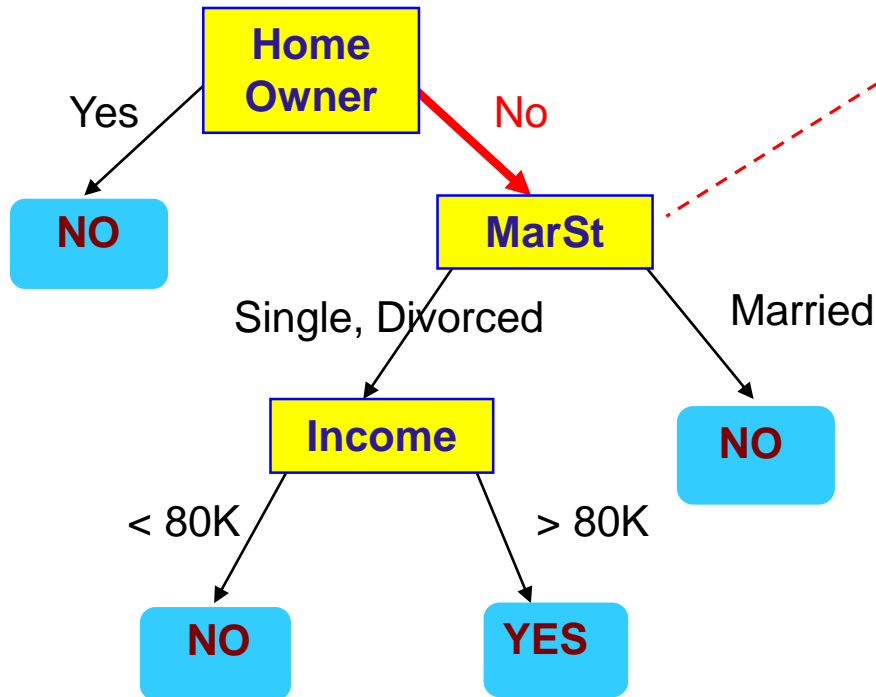 Home
Owner
Yes
No
NO
MarSt
Single, Divorced
Married
Income
NO
< 80K
> 80K
NO
YES